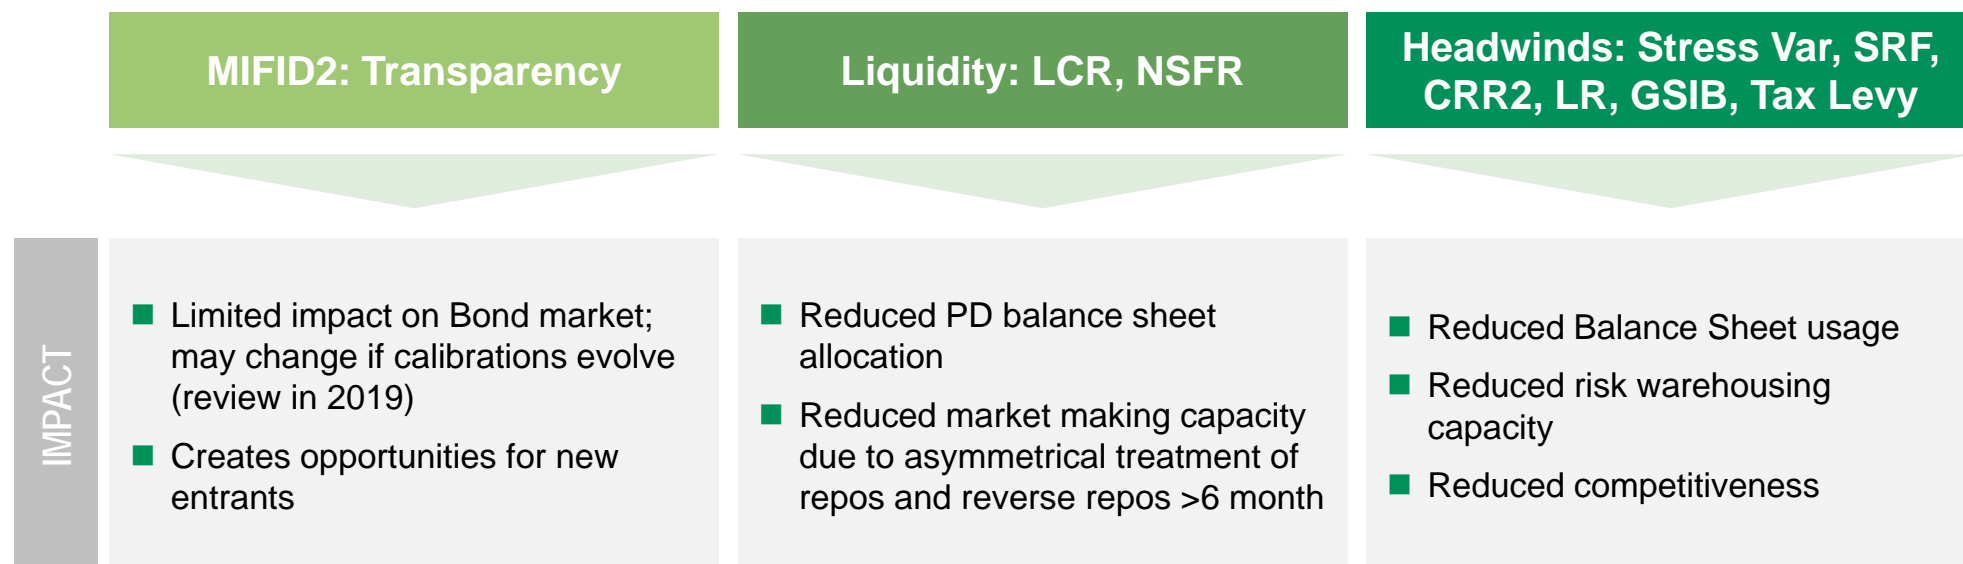 MIFID2: Transparency
Liquidity: LCR, NSFR
Headwinds: Stress Var, SRF,
CRR2, LR, GSIB, Tax Levy
IMPACT
Limited impact on Bond market;
may change if calibrations evolve
(review in 2019)
Creates opportunities for new
entrants
Reduced PD balance sheet
allocation
Reduced market making capacity
due to asymmetrical treatment of
repos and reverse repos >6 month
Reduced Balance Sheet usage
Reduced risk warehousing
capacity
Reduced competitiveness